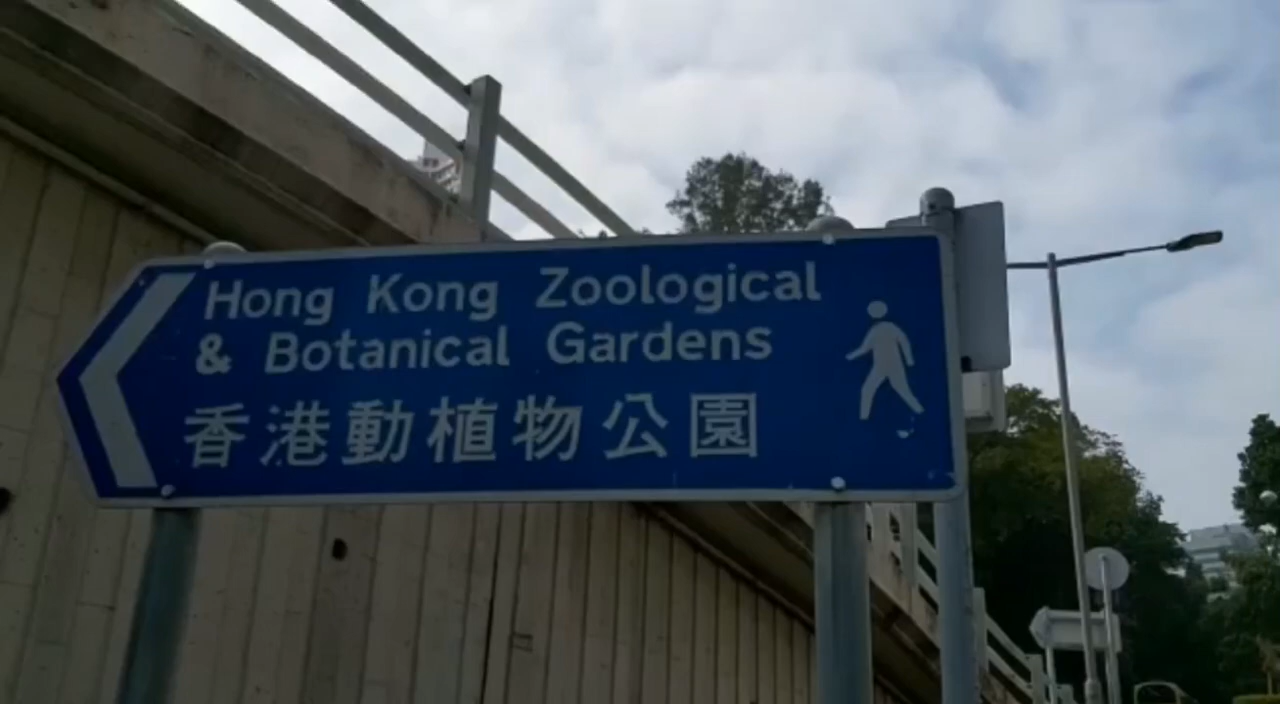 Hong Kong Zoological
& Botanical Gardens
香港動植物公園